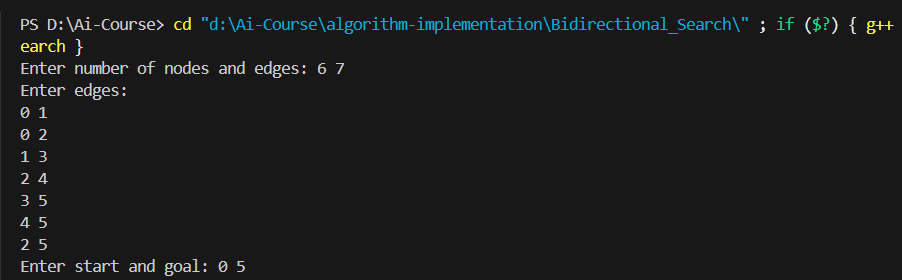 PS D:\Ai-Course> cd "d:\Ai-Course\algorithm-implementation\Bidirectional_Search\" ; if ($?) { g++
earch }
Enter number of nodes and edges: 6 7
Enter edges:
0 1
0 2
1 3
2 4
3 5
4 5
2 5
Enter start and goal: 0 5